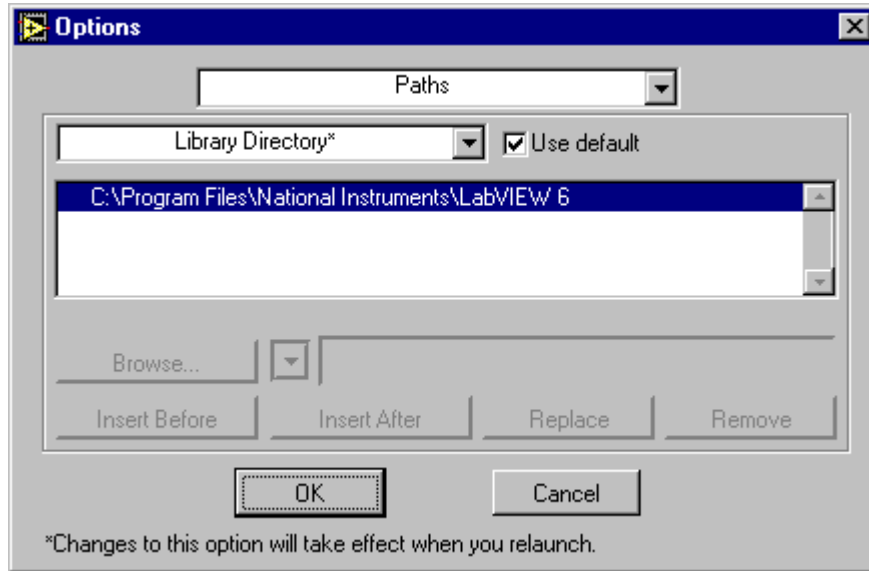 Options
Paths
Library Directory*
Use default
C:\Program Files\National Instruments\LabVIEW 6
Browse...
Insert Before
Insert After
Replace
Remove
OK
Cancel
*Changes to this option will take effect when you relaunch.